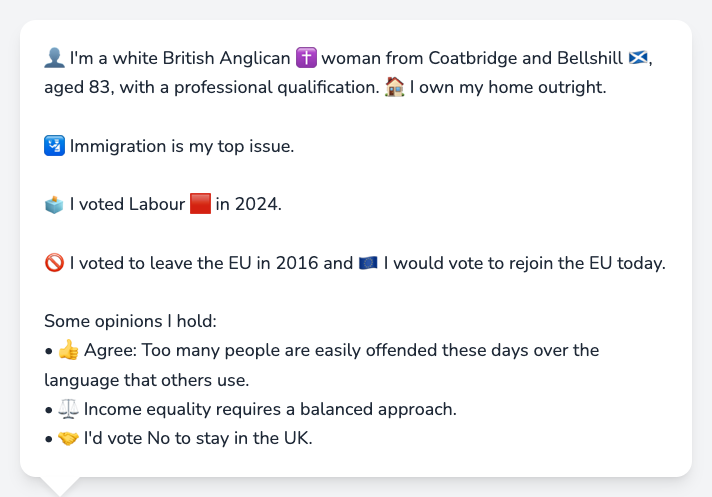 👤 I'm a white British Anglican ✝️ woman from Coatbridge and Bellshill 🏴󠁧󠁢󠁳󠁣󠁴󠁿,
aged 83, with a professional qualification. 🏠 I own my home outright.
🛂 Immigration is my top issue.
🗳️ I voted Labour 🟥 in 2024.
🚫 I voted to leave the EU in 2016 and 🇪🇺 I would vote to rejoin the EU today.
Some opinions I hold:
• 👍 Agree: Too many people are easily offended these days over the
language that others use.
• ⚖️ Income equality requires a balanced approach.
• 🤝 I'd vote No to stay in the UK.